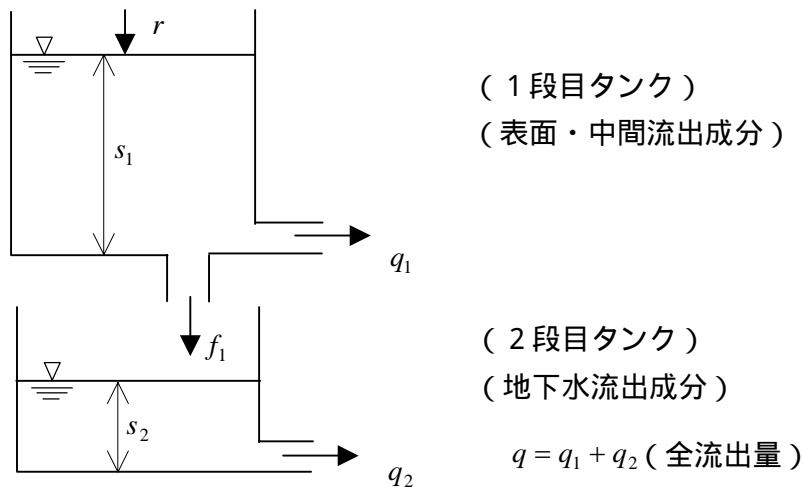 r
（１段目タンク）
（表面・中間流出成分）
s₁
q₁
f₁
（２段目タンク）
（地下水流出成分）
s₂
q = q₁ + q₂（全流出量）
q₂